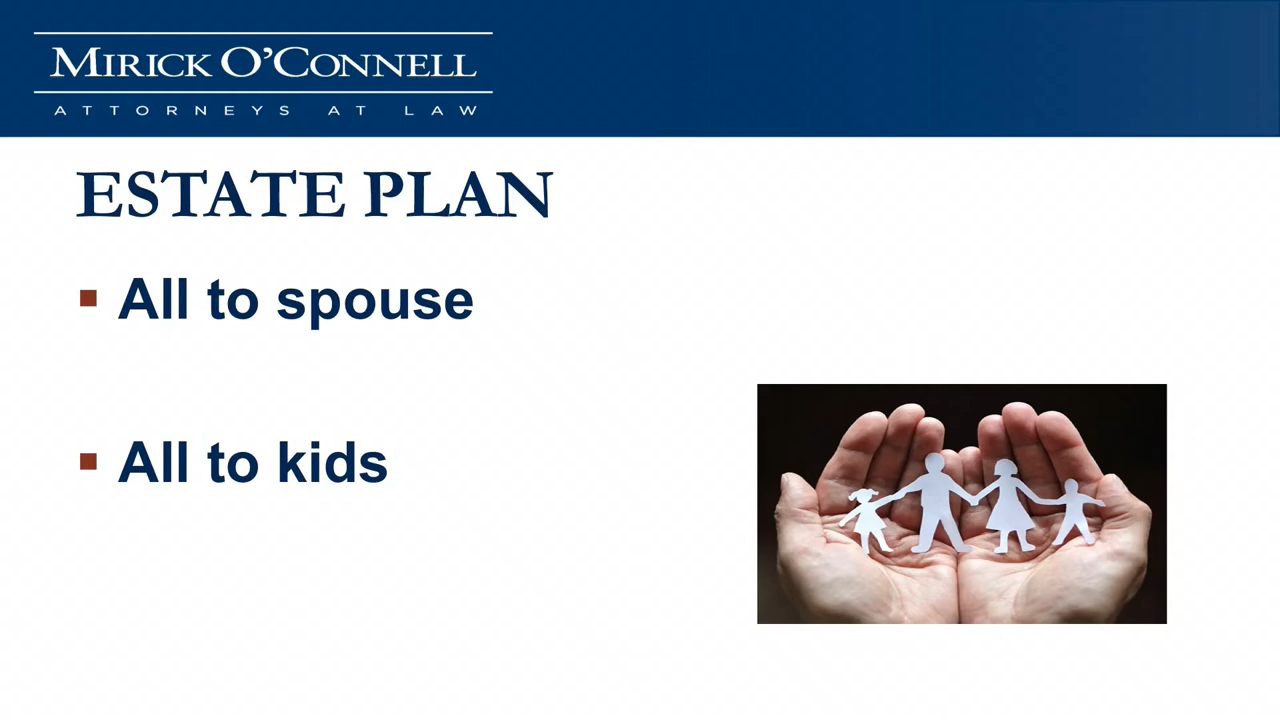 MIRICK O'CONNELL
ATTORNEYS AT LAW
ESTATE PLAN
All to spouse
All to kids